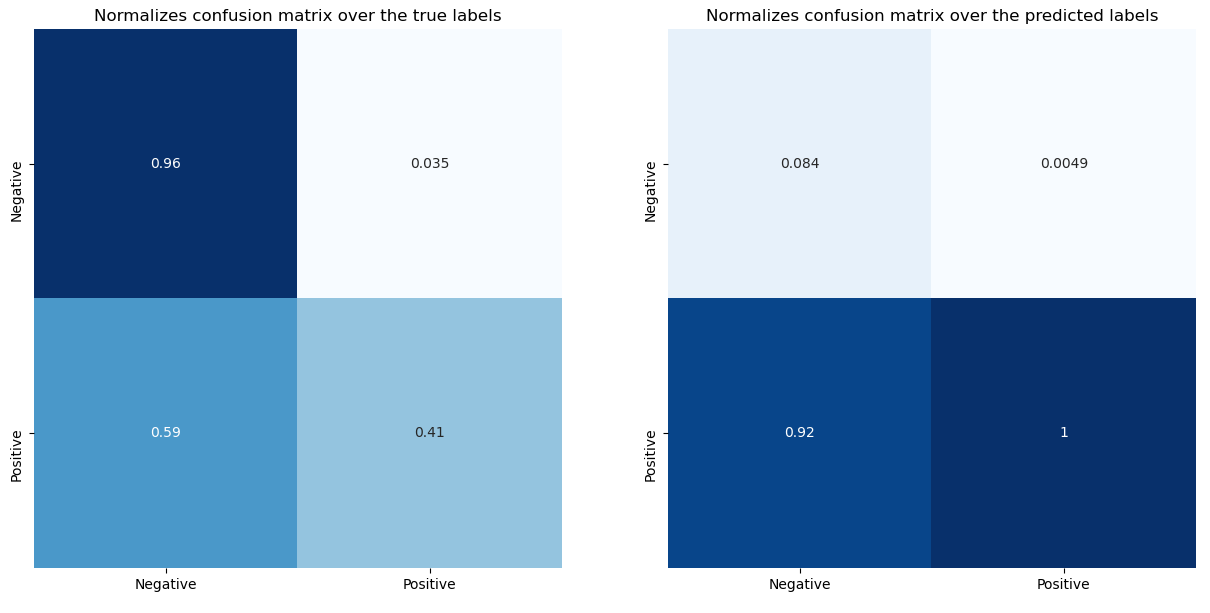 Normalizes confusion matrix over the true labels
Negative
0.96
0.035
Positive
0.59
0.41
Negative
Positive
Normalizes confusion matrix over the predicted labels
Negative
0.084
0.0049
Positive
0.92
1
Negative
Positive